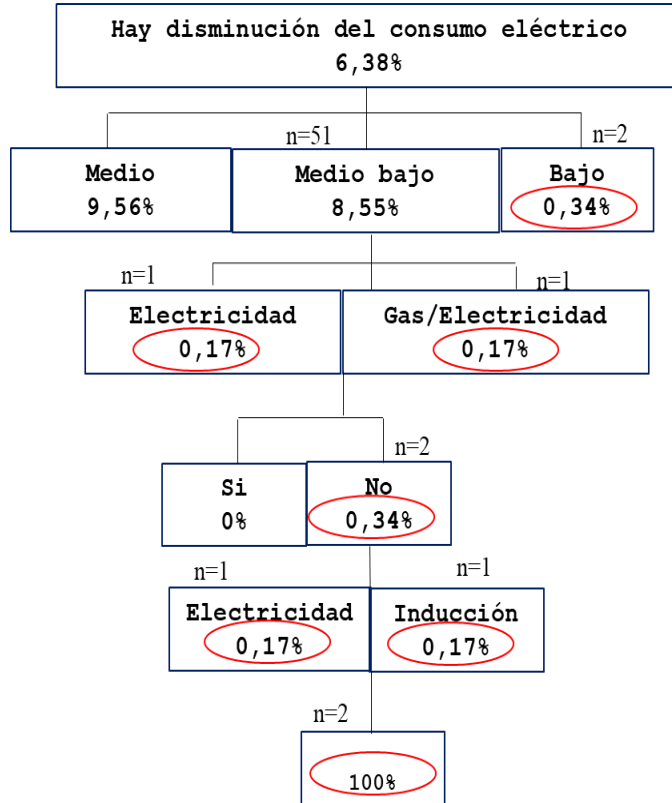 Hay disminución del consumo eléctrico
6,38%
n=51
n=2
Medio
9,56%
Medio bajo
8,55%
Bajo
0,34%
n=1
n=1
Electricidad
0,17%
Gas/Electricidad
0,17%
n=2
Si
0%
No
0,34%
n=1
n=1
Electricidad
0,17%
Inducción
0,17%
n=2
100%